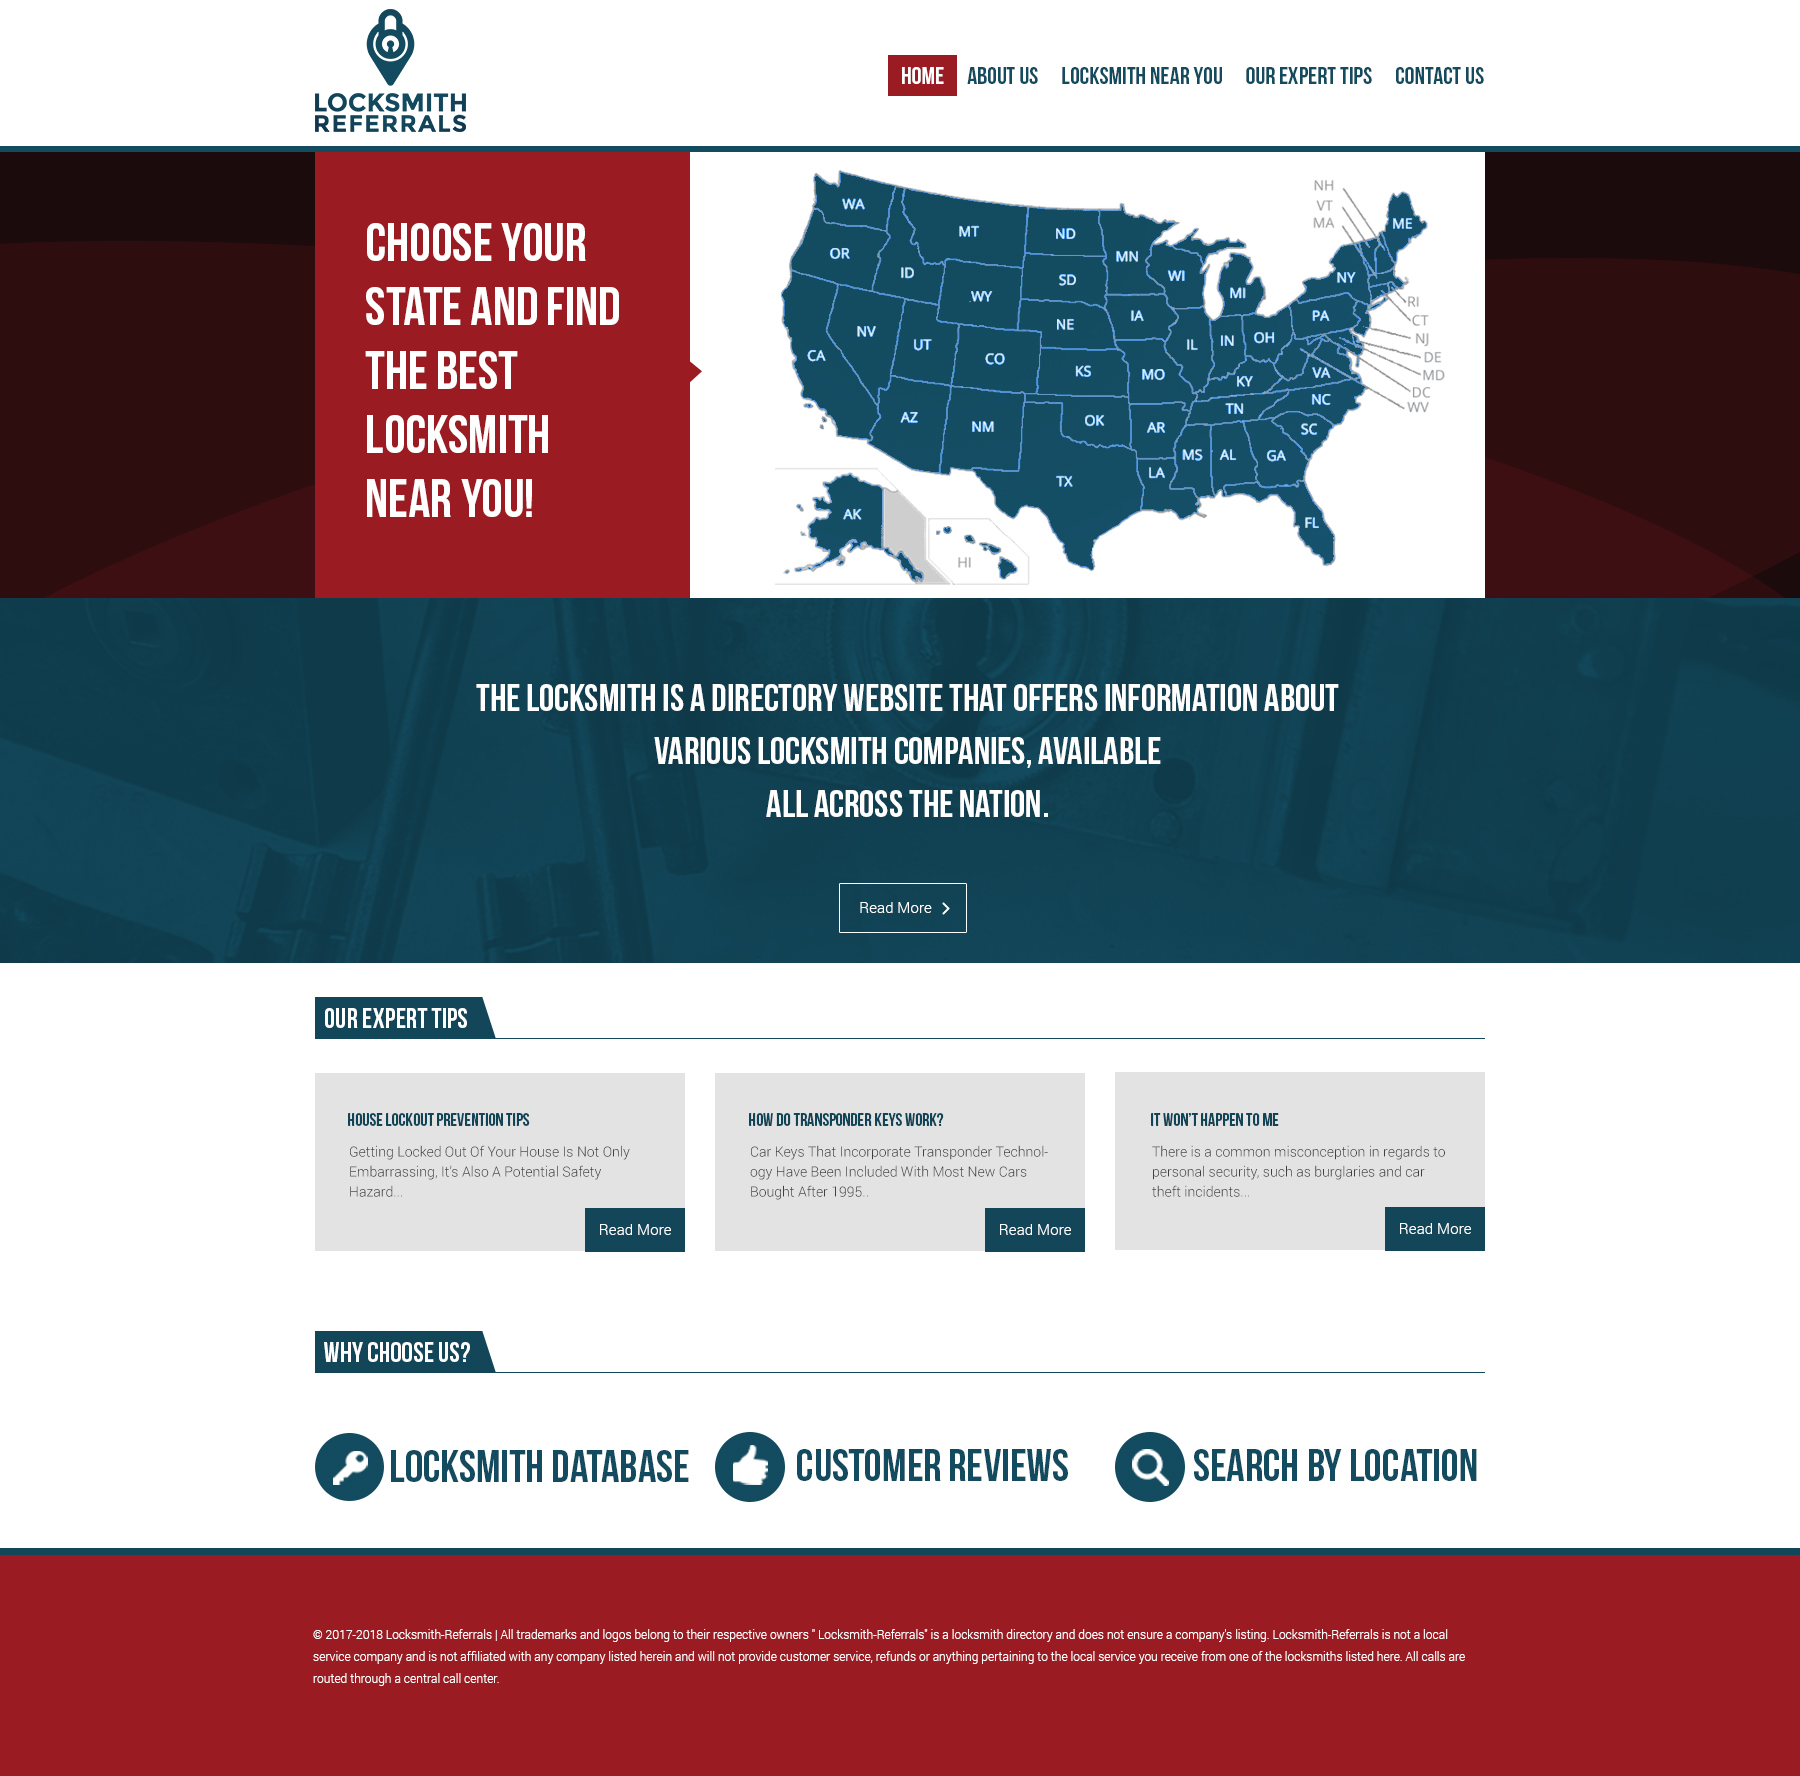 LOCKSMITH
REFERRALS
HOME ABOUT US LOCKSMITH NEAR YOU OUR EXPERT TIPS CONTACT US
CHOOSE YOUR
STATE AND FIND
THE BEST
LOCKSMITH
NEAR YOU!
WA
OR
ID
MT
ND
SD
WY
MN
WI
MI
NE
IA
NV
UT
CO
CA
KS
MO
IL
IN
OH
KY
AZ
NM
OK
AR
TN
TX
LA
MS
AL
GA
SC
NC
VA
FL
PA
NY
ME
NH
VT
MA
RI
CT
NJ
DE
MD
DC
WV
AK
HI
THE LOCKSMITH IS A DIRECTORY WEBSITE THAT OFFERS INFORMATION ABOUT
VARIOUS LOCKSMITH COMPANIES, AVAILABLE
ALL ACROSS THE NATION.
Read More
OUR EXPERT TIPS
HOUSE LOCKOUT PREVENTION TIPS
Getting Locked Out Of Your House Is Not Only
Embarrassing, It's Also A Potential Safety
Hazard...
Read More
HOW DO TRANSPONDER KEYS WORK?
Car Keys That Incorporate Transponder Technol-
ogy Have Been Included With Most New Cars
Bought After 1995..
Read More
IT WON'T HAPPEN TO ME
There is a common misconception in regards to
personal security, such as burglaries and car
theft incidents...
Read More
WHY CHOOSE US?
LOCKSMITH DATABASE
CUSTOMER REVIEWS
SEARCH BY LOCATION
© 2017-2018 Locksmith-Referrals | All trademarks and logos belong to their respective owners " Locksmith-Referrals" is a locksmith directory and does not ensure a company's listing. Locksmith-Referrals is not a local
service company and is not affiliated with any company listed herein and will not provide customer service, refunds or anything pertaining to the local service you receive from one of the locksmiths listed here. All calls are
routed through a central call center.